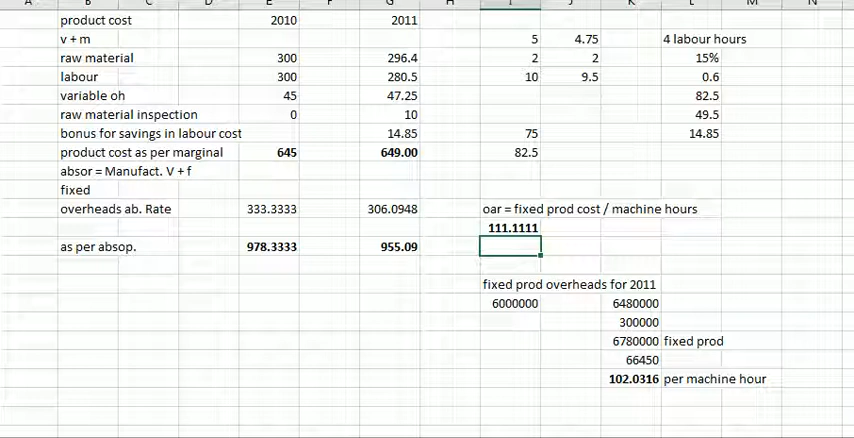 product cost 2010 2011
v + m 5 4.75 4 labour hours
raw material 300 296.4 2 2 15%
labour 300 280.5 10 9.5 0.6
variable oh 45 47.25 82.5
raw material inspection 0 10 49.5
bonus for savings in labour cost 14.85 75 14.85
product cost as per marginal 645 649.00 82.5
absor = Manufact. V + f
fixed
overheads ab. Rate 333.3333 306.0948 oar = fixed prod cost / machine hours
111.1111
as per absop. 978.3333 955.09
fixed prod overheads for 2011
6000000 6480000
300000
6780000 fixed prod
66450
102.0316 per machine hour